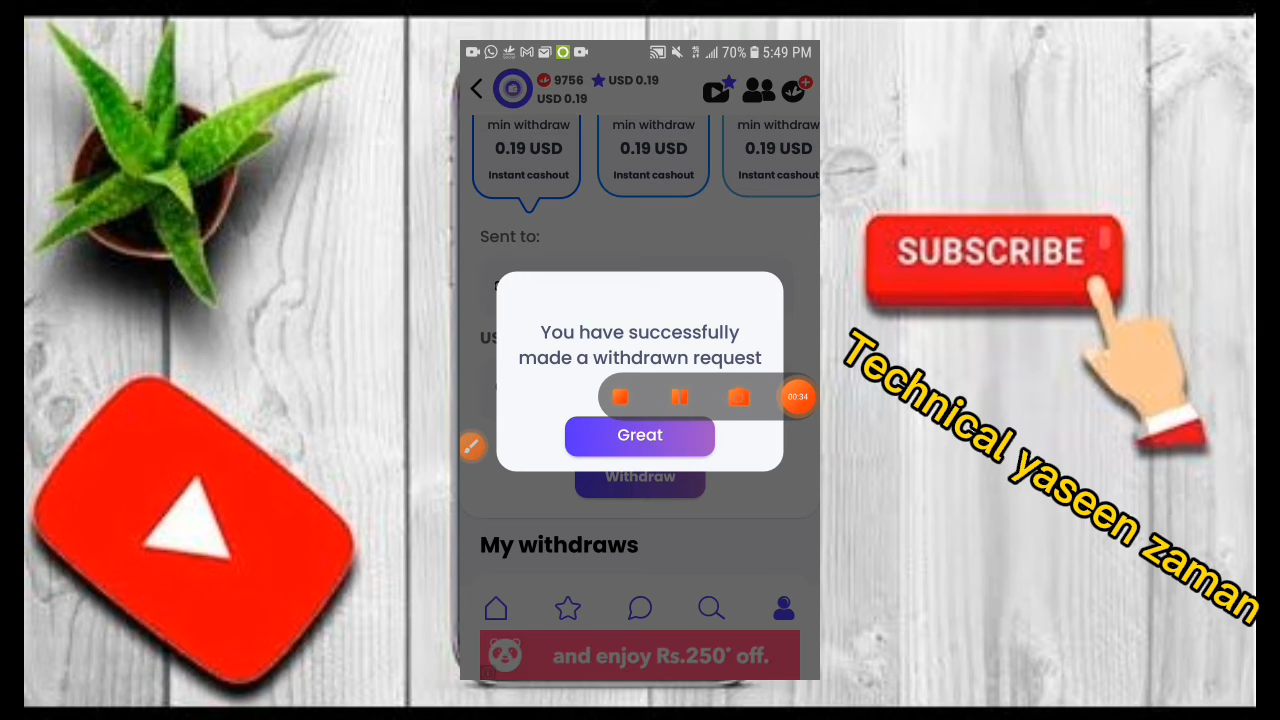 70% 5:49 PM
9756 USD 0.19
USD 0.19
min withdraw min withdraw min withdraw
0.19 USD 0.19 USD 0.19 USD
Instant cashout Instant cashout Instant cashout
Sent to:
You have successfully
made a withdrawn request
00:34
Great
Withdraw
My withdraws
and enjoy Rs.250* off.
SUBSCRIBE
Technical yaseen zaman